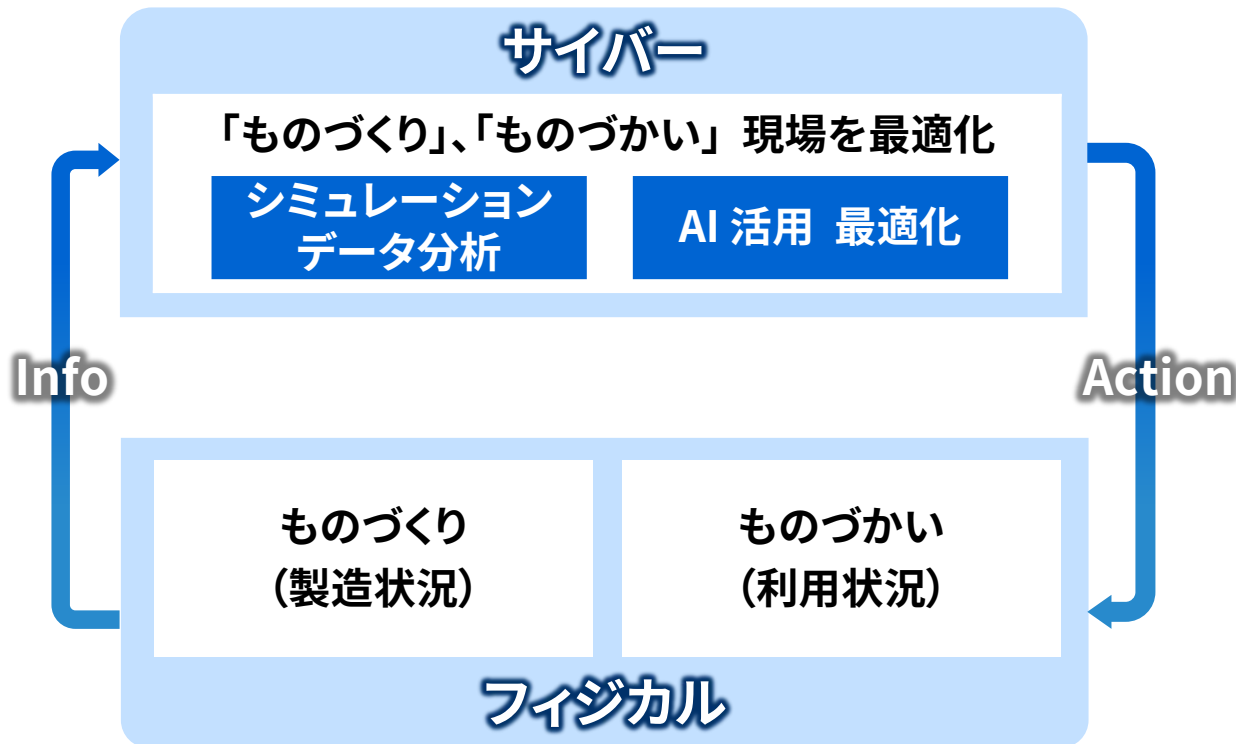 サイバー
「ものづくり」、「ものづかい」 現場を最適化
シミュレーション
データ分析
AI 活用 最適化
Info
Action
ものづくり
（製造状況）
ものづかい
（利用状況）
フィジカル